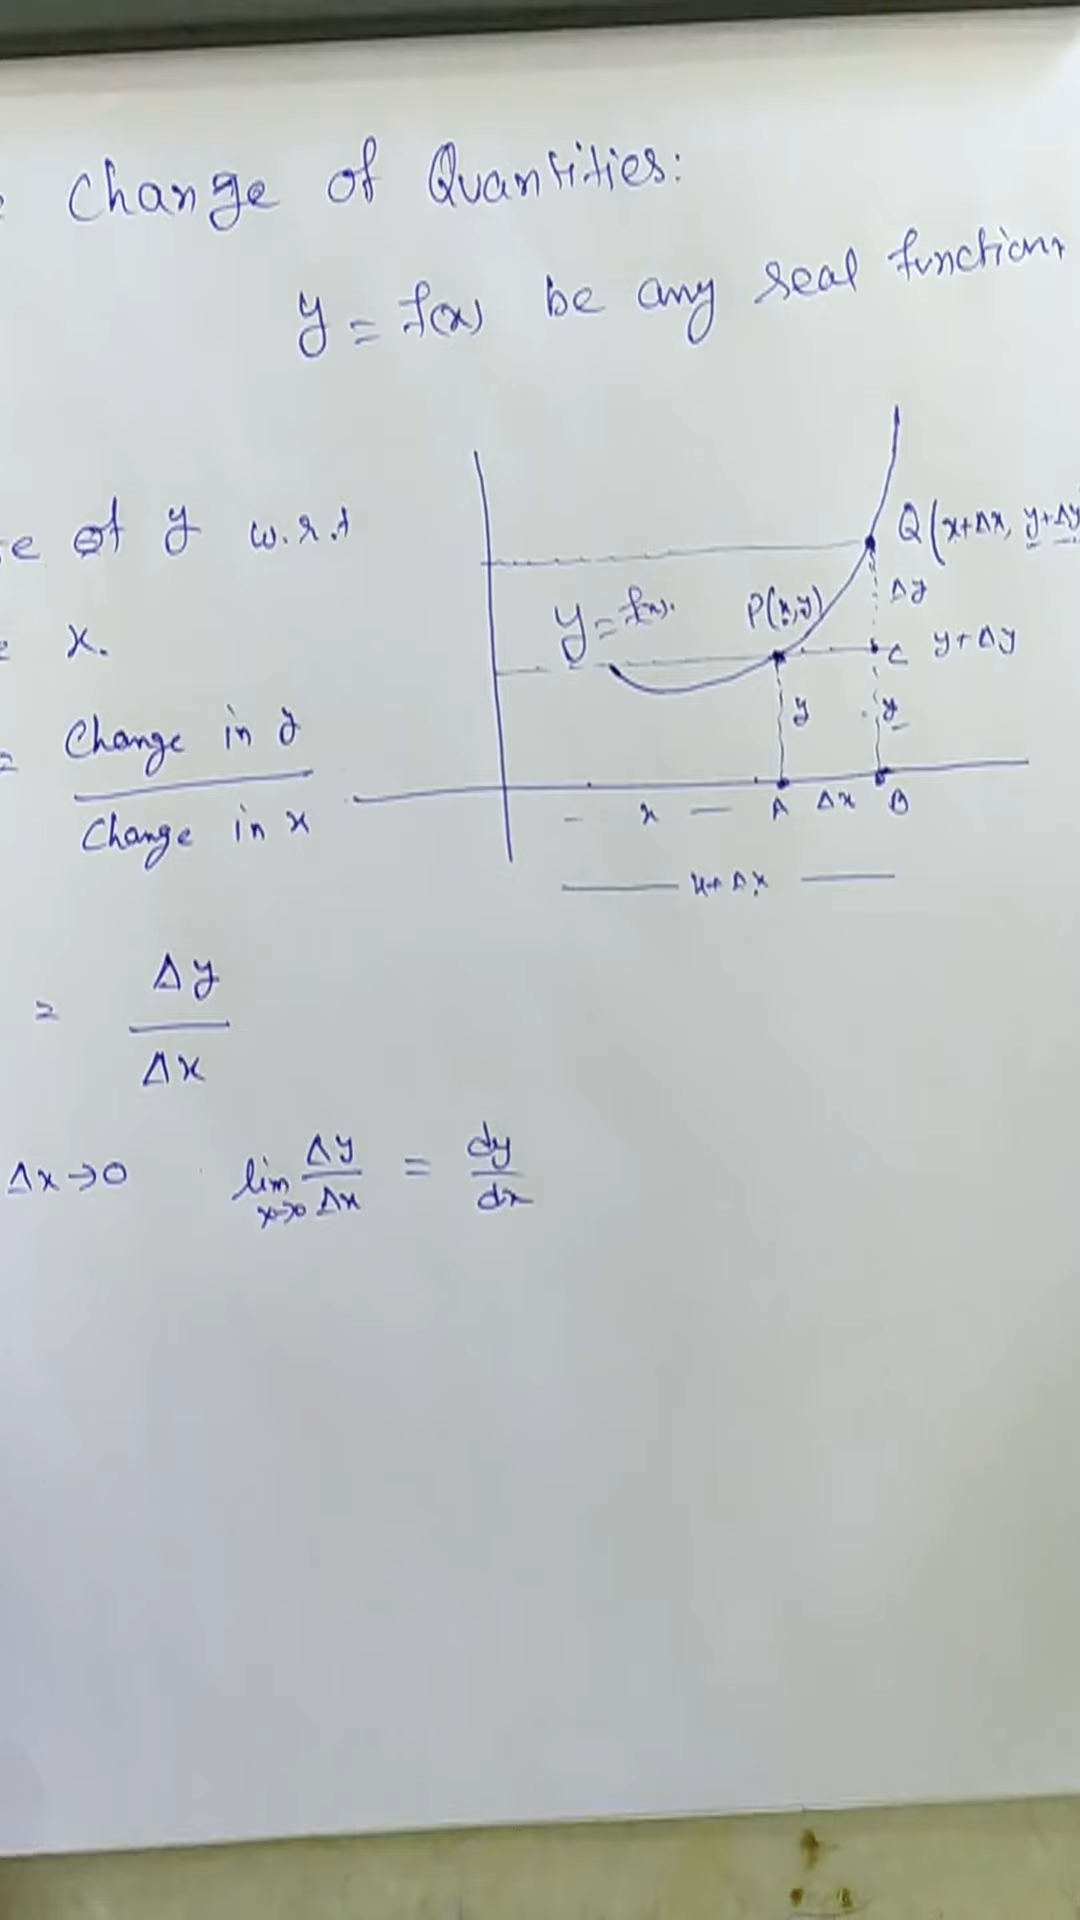 Change of Quantities:
y = f(x) be any real function,
e of y w.r.t
x.
= Change in y
Change in x
= Δy
Δx
Δx→0 lim x→0 Δy/Δx = dy/dx
Q(x+Δx, y+Δy
Δy
y=f(x). P(x,y)
C y+Δy
y y
x A Δx B
x+Δx